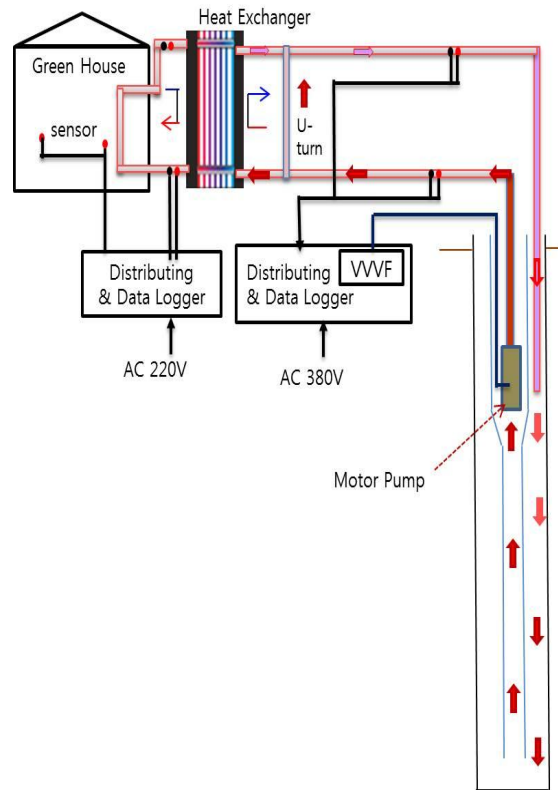 Heat Exchanger
Green House
sensor
U-
turn
Distributing
& Data Logger
Distributing
& Data Logger
VVVF
AC 220V
AC 380V
Motor Pump